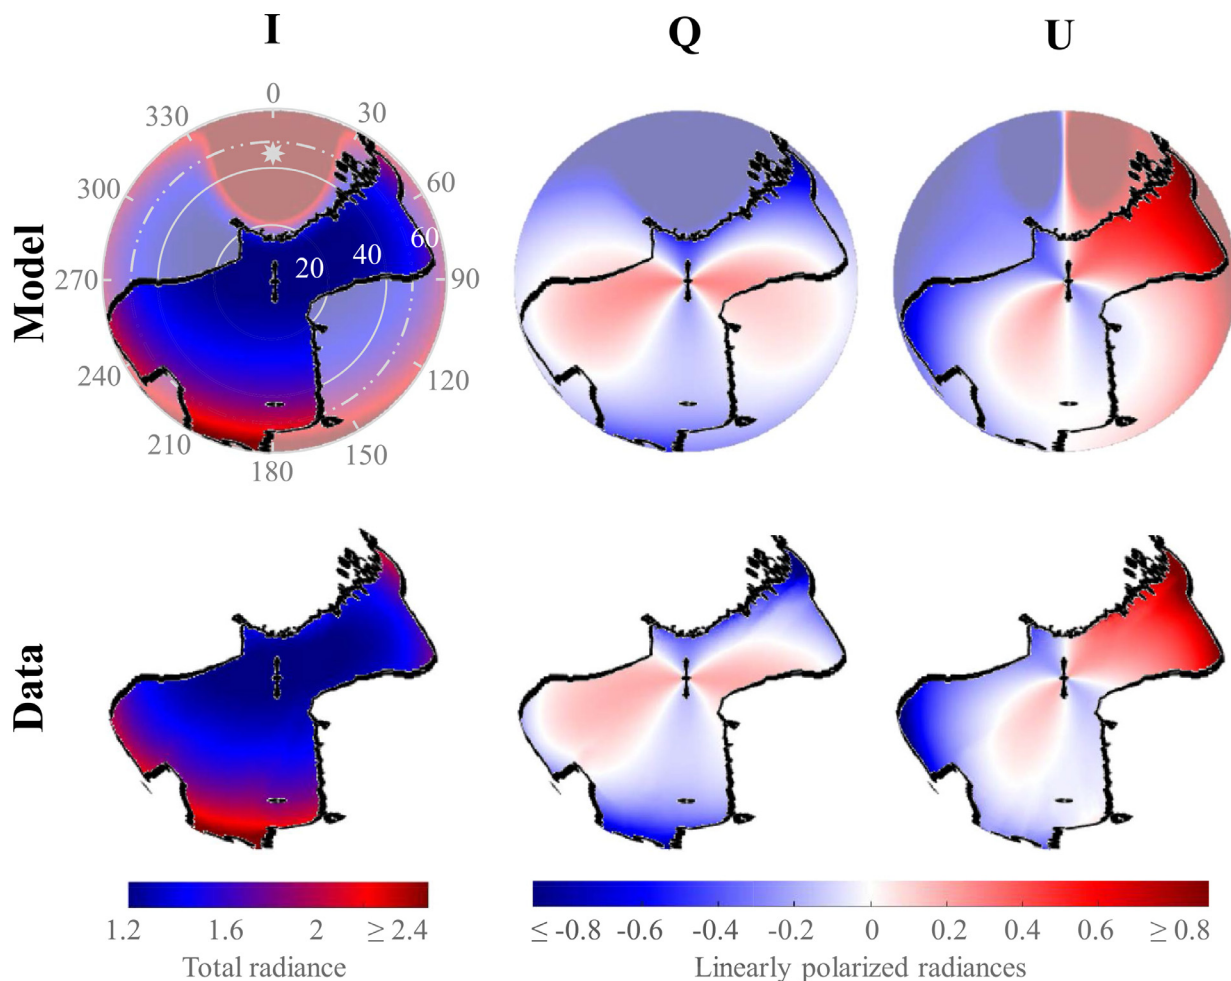 I Q U
0
330 30
300 60
Model
20 40 60
270 90
240 120
210 150
180
Data
1.2 1.6 2 ≥ 2.4
Total radiance
≤ -0.8 -0.6 -0.4 -0.2 0 0.2 0.4 0.6 ≥ 0.8
Linearly polarized radiances